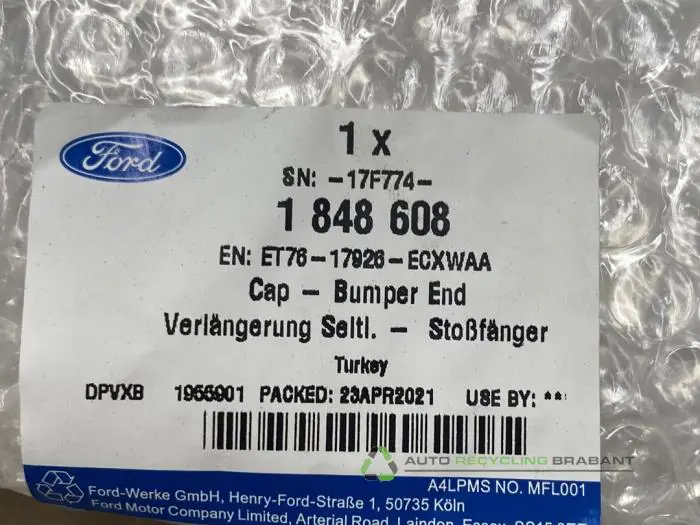 Ford
1 x
SN: -17F774-
1 848 608
EN: ET76-17926-ECXWAA
Cap - Bumper End
Verlängerung Seitl. - Stoßfänger
Turkey
DPVXB 1955901 PACKED: 23APR2021 USE BY: **
AUTO RECYCLING BRABANT
A4LPMS NO. MFL001
Ford-Werke GmbH, Henry-Ford-Straße 1, 50735 Köln
Ford Motor Company Limited, Arterial Road, Laindon, Essex